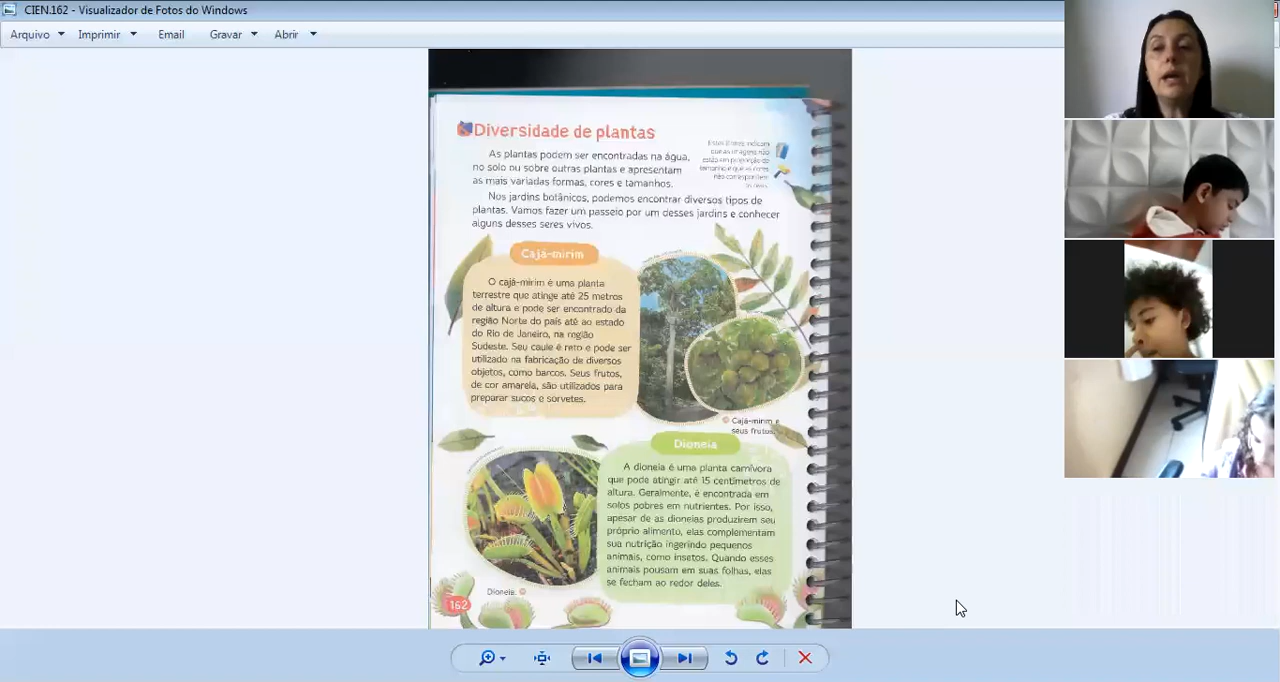 CIEN.162 - Visualizador de Fotos do Windows
Arquivo Imprimir Email Gravar Abrir
Diversidade de plantas
As plantas podem ser encontradas na água,
no solo ou sobre outras plantas e apresentam
as mais variadas formas, cores e tamanhos.
Nos jardins botânicos, podemos encontrar diversos tipos de
plantas. Vamos fazer um passeio por um desses jardins e conhecer
alguns desses seres vivos.
Cajá-mirim
O cajá-mirim é uma planta
terrestre que atinge até 25 metros
de altura e pode ser encontrado da
região Norte do país até ao estado
do Rio de Janeiro, na região
Sudeste. Seu caule é reto e pode ser
utilizado na fabricação de diversos
objetos, como barcos. Seus frutos,
de cor amarela, são utilizados para
preparar sucos e sorvetes.
Cajá-mirim e
seus frutos.
Dioneia
A dioneia é uma planta carnívora
que pode atingir até 15 centímetros de
altura. Geralmente, é encontrada em
solos pobres em nutrientes. Por isso,
apesar de as dioneias produzirem seu
próprio alimento, elas complementam
sua nutrição ingerindo pequenos
animais, como insetos. Quando esses
animais pousam em suas folhas, elas
se fecham ao redor deles.
Dioneia.
162